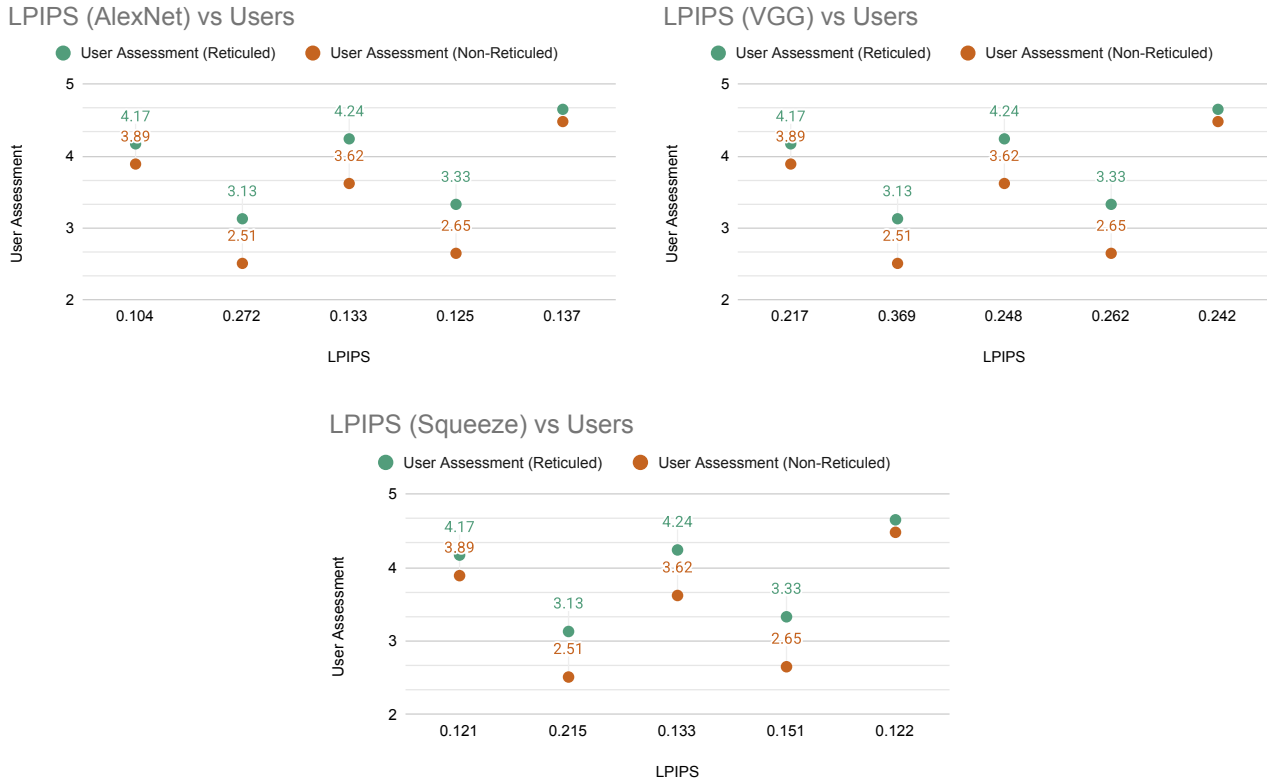 LPIPS (AlexNet) vs Users
User Assessment (Reticuled) User Assessment (Non-Reticuled)
5
4
3
2
User Assessment
4.17
3.89
3.13
2.51
4.24
3.62
3.33
2.65
0.104 0.272 0.133 0.125 0.137
LPIPS
LPIPS (VGG) vs Users
User Assessment (Reticuled) User Assessment (Non-Reticuled)
5
4
3
2
User Assessment
4.17
3.89
3.13
2.51
4.24
3.62
3.33
2.65
0.217 0.369 0.248 0.262 0.242
LPIPS
LPIPS (Squeeze) vs Users
User Assessment (Reticuled) User Assessment (Non-Reticuled)
5
4
3
2
User Assessment
4.17
3.89
3.13
2.51
4.24
3.62
3.33
2.65
0.121 0.215 0.133 0.151 0.122
LPIPS